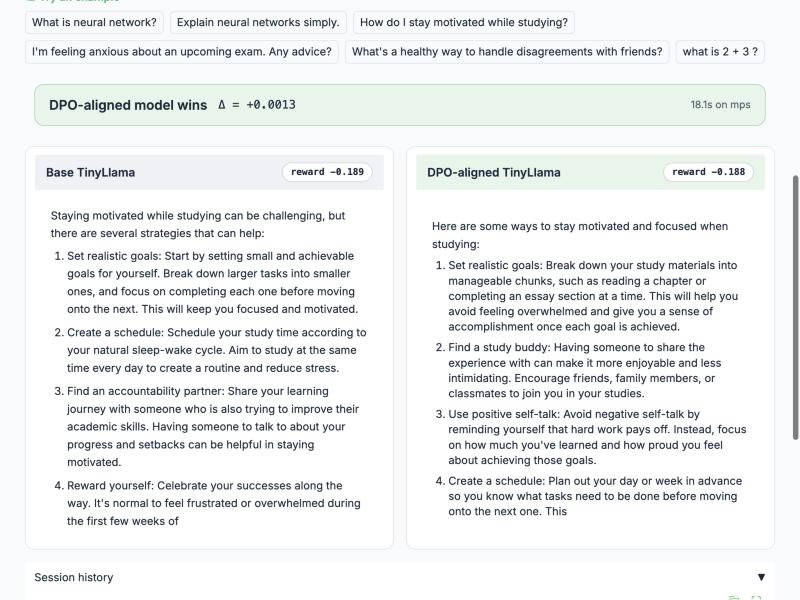 What is neural network?
Explain neural networks simply.
How do I stay motivated while studying?
I'm feeling anxious about an upcoming exam. Any advice?
What's a healthy way to handle disagreements with friends?
what is 2 + 3 ?
DPO-aligned model wins Δ = +0.0013
18.1s on mps
Base TinyLlama
reward −0.189
Staying motivated while studying can be challenging, but
there are several strategies that can help:
1. Set realistic goals: Start by setting small and achievable
goals for yourself. Break down larger tasks into smaller
ones, and focus on completing each one before moving
onto the next. This will keep you focused and motivated.
2. Create a schedule: Schedule your study time according to
your natural sleep-wake cycle. Aim to study at the same
time every day to create a routine and reduce stress.
3. Find an accountability partner: Share your learning
journey with someone who is also trying to improve their
academic skills. Having someone to talk to about your
progress and setbacks can be helpful in staying
motivated.
4. Reward yourself: Celebrate your successes along the
way. It's normal to feel frustrated or overwhelmed during
the first few weeks of
DPO-aligned TinyLlama
reward −0.188
Here are some ways to stay motivated and focused when
studying:
1. Set realistic goals: Break down your study materials into
manageable chunks, such as reading a chapter or
completing an essay section at a time. This will help you
avoid feeling overwhelmed and give you a sense of
accomplishment once each goal is achieved.
2. Find a study buddy: Having someone to share the
experience with can make it more enjoyable and less
intimidating. Encourage friends, family members, or
classmates to join you in your studies.
3. Use positive self-talk: Avoid negative self-talk by
reminding yourself that hard work pays off. Instead, focus
on how much you've learned and how proud you feel
about achieving those goals.
4. Create a schedule: Plan out your day or week in advance
so you know what tasks need to be done before moving
onto the next one. This
Session history